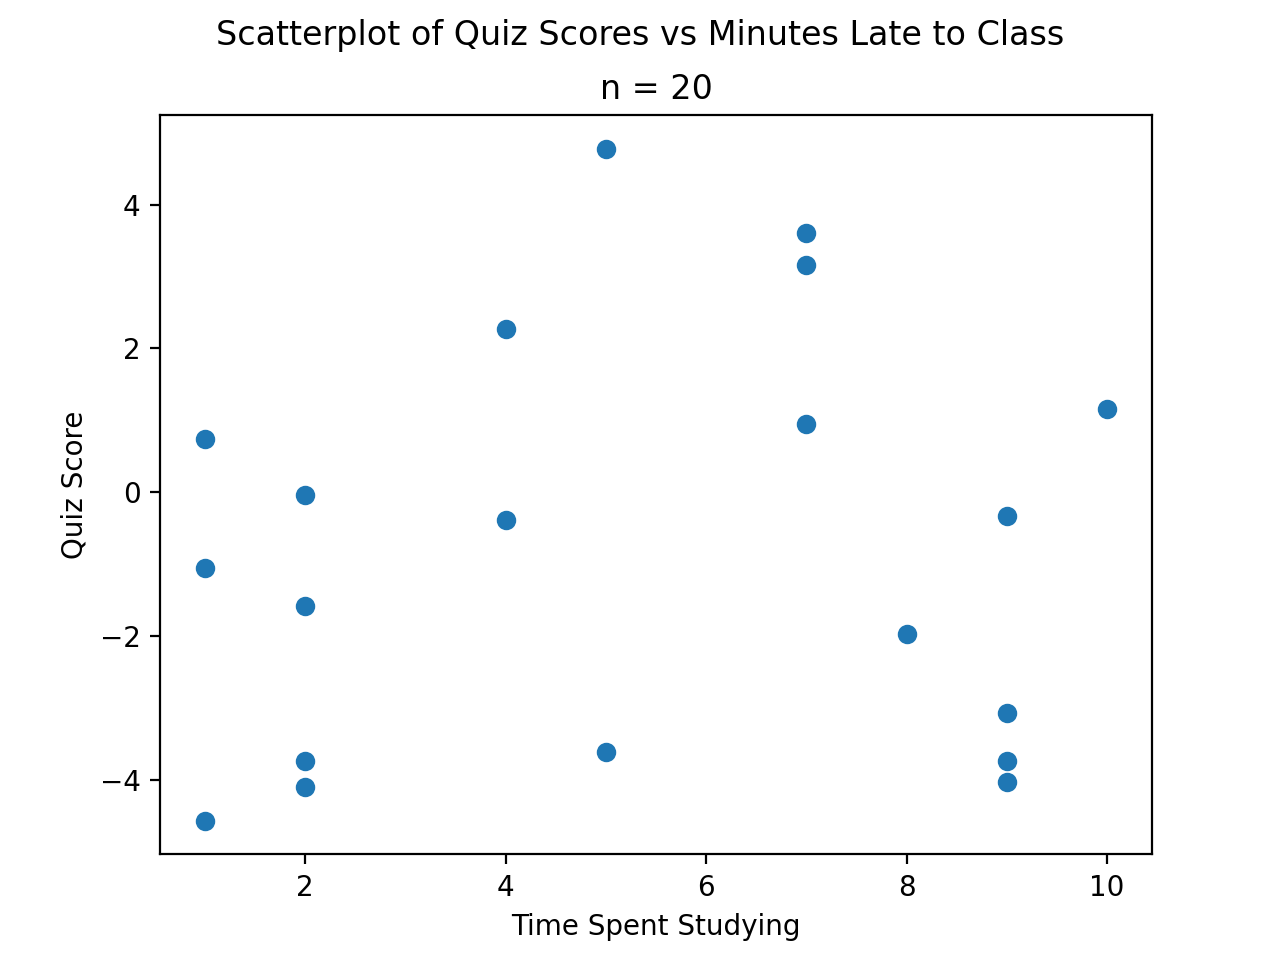 Scatterplot of Quiz Scores vs Minutes Late to Class
n = 20
4
2
0
−2
−4
Quiz Score
2 4 6 8 10
Time Spent Studying